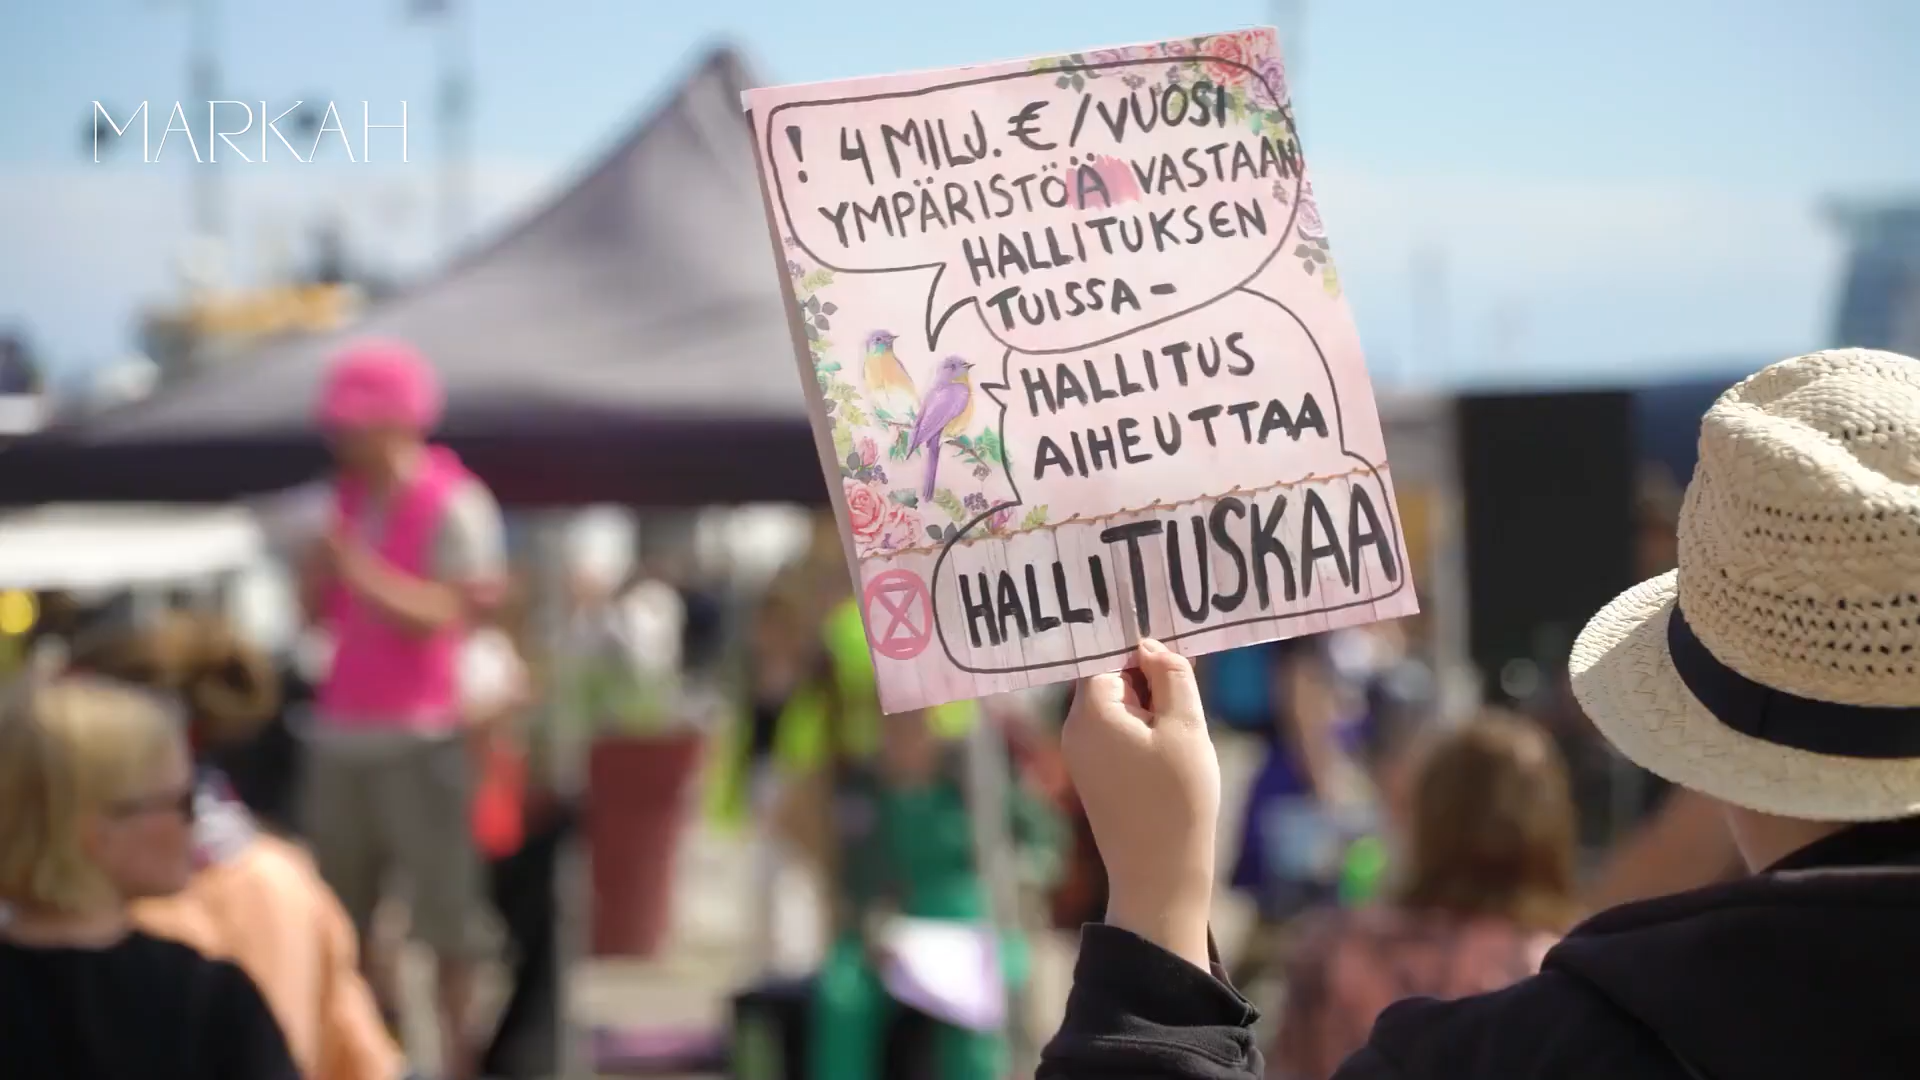 MARKAH
! 4 MILJ. € /VUOSI
YMPÄRISTÖÄ VASTAAN
HALLITUKSEN
TUISSA-
HALLITUS
AIHEUTTAA
HALLITUSKAA